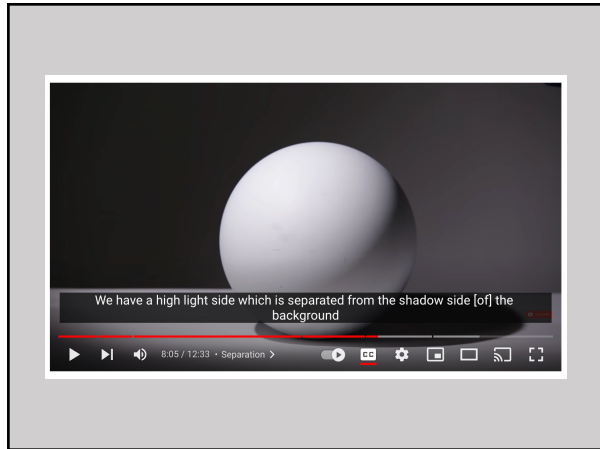 We have a high light side which is separated from the shadow side [of] the
background
8:05 / 12:33 • Separation >
CC